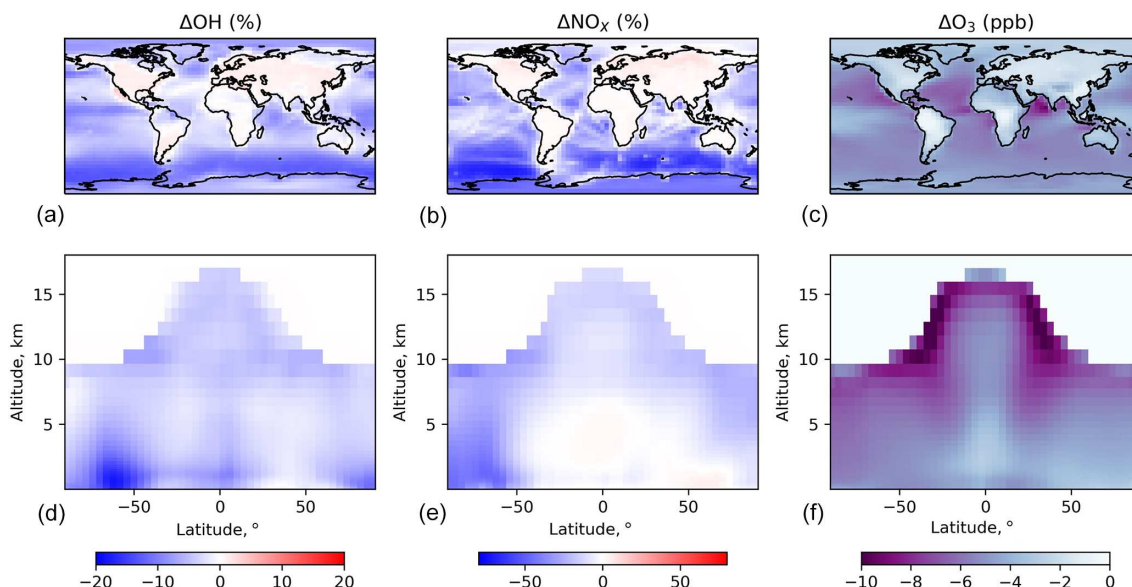 ΔOH (%)
ΔNOX (%)
ΔO3 (ppb)
(a)
(b)
(c)
Altitude, km
15
10
5
−50
0
50
Latitude, °
(d)
Altitude, km
15
10
5
−50
0
50
Latitude, °
(e)
Altitude, km
15
10
5
−50
0
50
Latitude, °
(f)
−20
−10
0
10
20
−50
0
50
−10
−8
−6
−4
−2
0